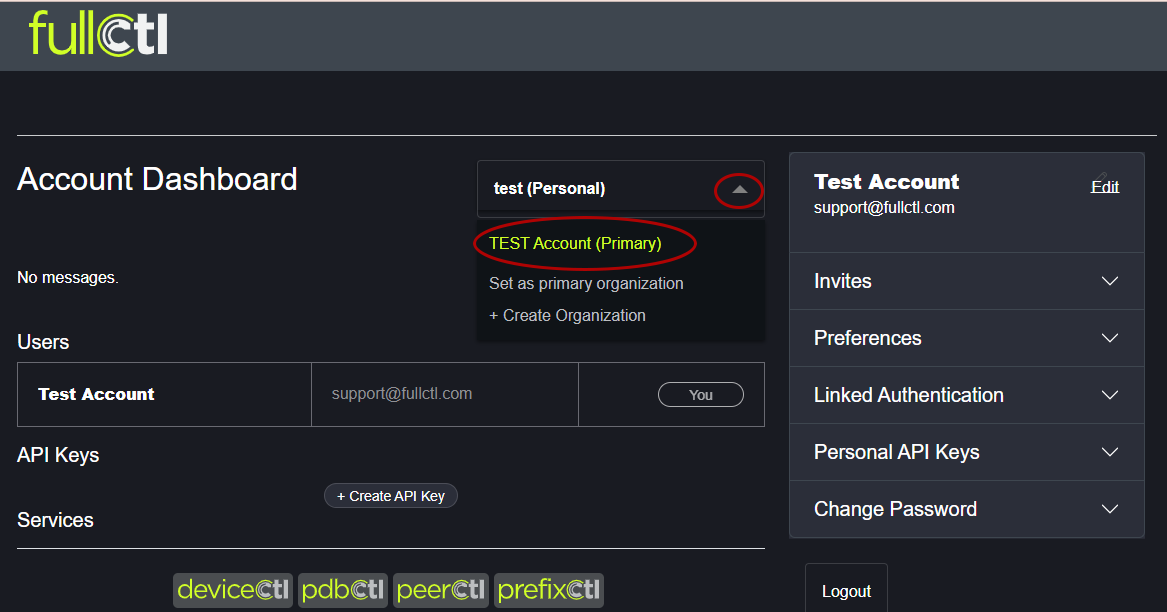 fullctl
Account Dashboard
test (Personal)
TEST Account (Primary)
Set as primary organization
+ Create Organization
No messages.
Users
Test Account support@fullctl.com You
API Keys
+ Create API Key
Services
devicectl pdbctl peerctl prefixctl
Test Account
Edit
support@fullctl.com
Invites
Preferences
Linked Authentication
Personal API Keys
Change Password
Logout